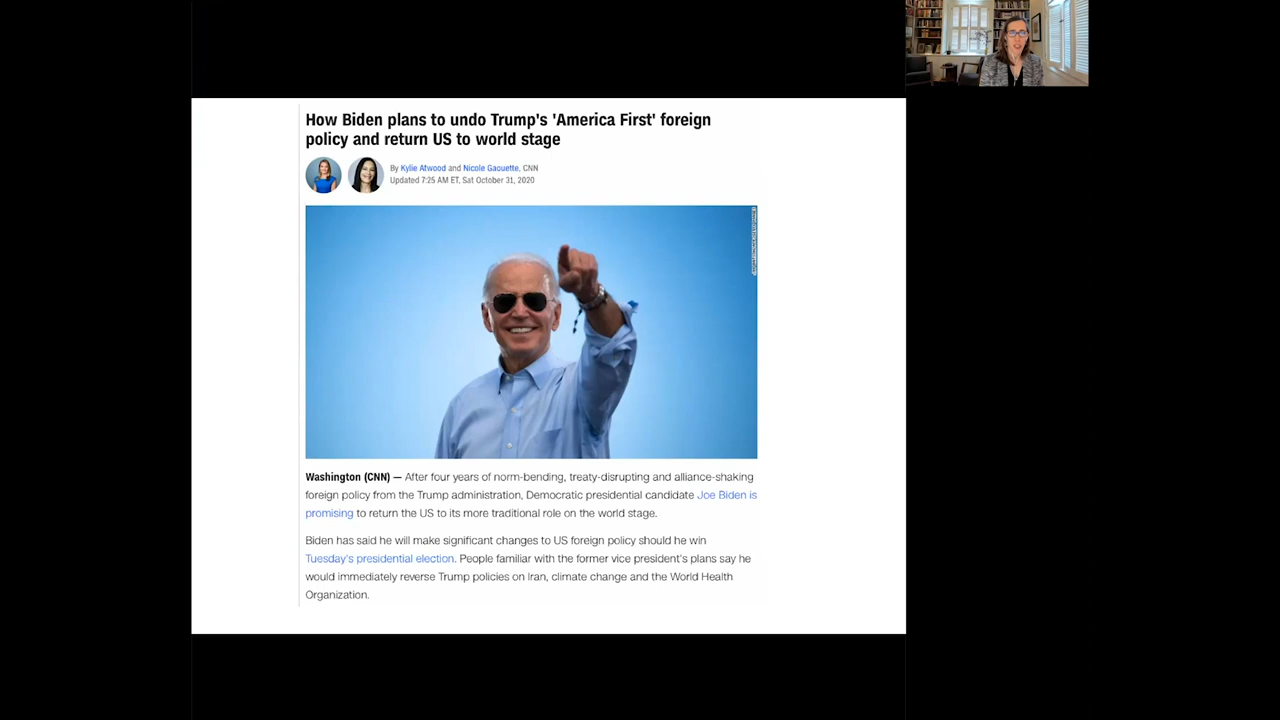 How Biden plans to undo Trump's 'America First' foreign
policy and return US to world stage
By Kylie Atwood and Nicole Gaouette, CNN
Updated 7:25 AM ET, Sat October 31, 2020
Washington (CNN) — After four years of norm-bending, treaty-disrupting and alliance-shaking
foreign policy from the Trump administration, Democratic presidential candidate Joe Biden is
promising to return the US to its more traditional role on the world stage.
Biden has said he will make significant changes to US foreign policy should he win
Tuesday's presidential election. People familiar with the former vice president's plans say he
would immediately reverse Trump policies on Iran, climate change and the World Health
Organization.